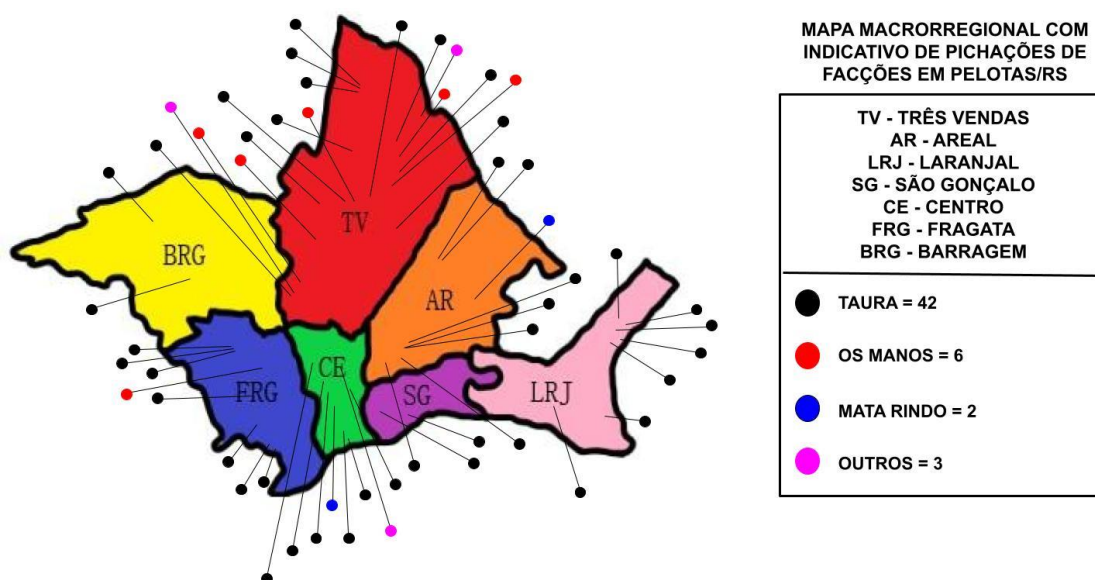 MAPA MACRORREGIONAL COM
INDICATIVO DE PICHAÇÕES DE
FACÇÕES EM PELOTAS/RS
TV - TRÊS VENDAS
AR - AREAL
LRJ - LARANJAL
SG - SÃO GONÇALO
CE - CENTRO
FRG - FRAGATA
BRG - BARRAGEM
TAURA = 42
OS MANOS = 6
MATA RINDO = 2
OUTROS = 3
TV
BRG
AR
CE
FRG
SG
LRJ